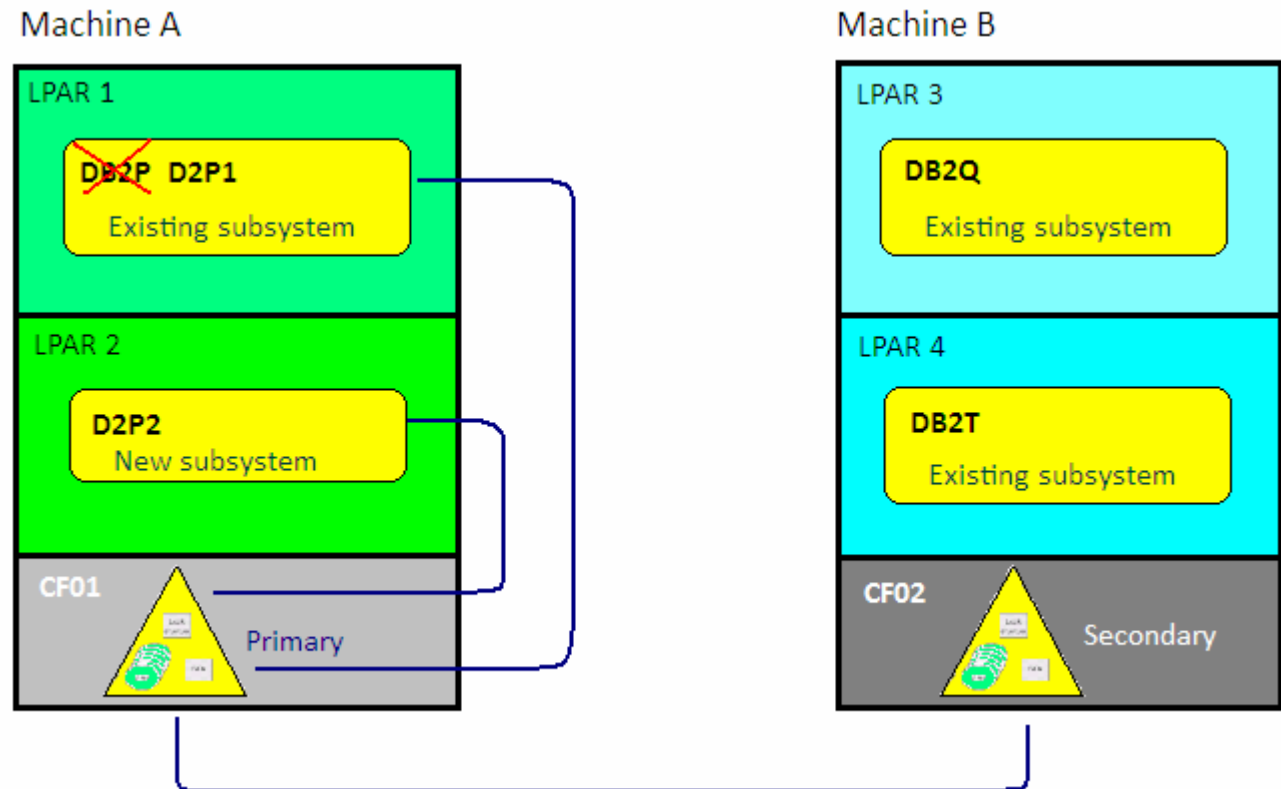 Machine A
LPAR 1
DB2P D2P1
Existing subsystem
LPAR 2
D2P2
New subsystem
CF01
Primary
Machine B
LPAR 3
DB2Q
Existing subsystem
LPAR 4
DB2T
Existing subsystem
CF02
Secondary